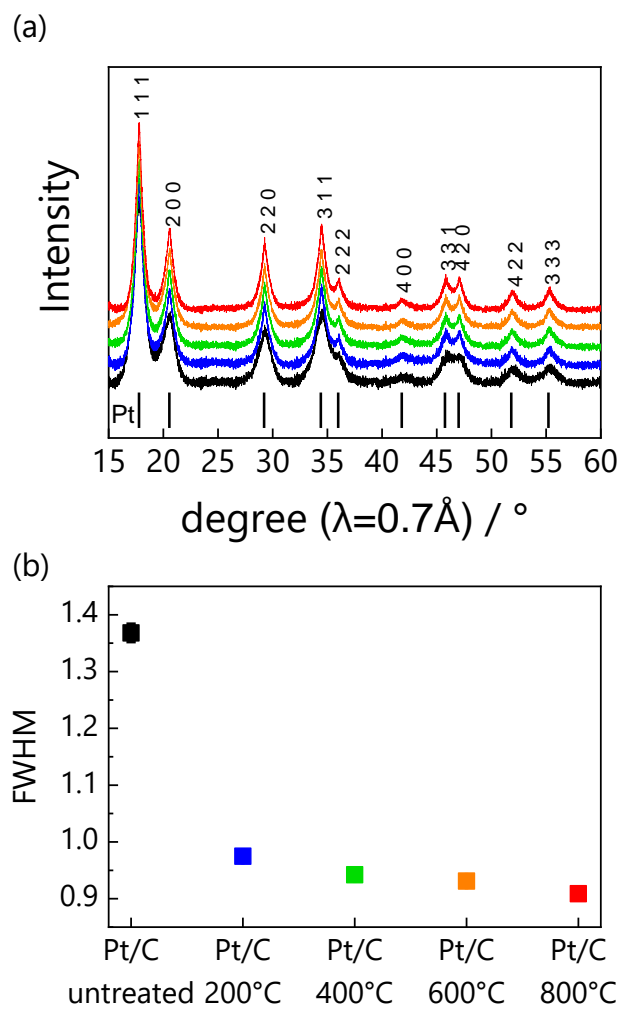 (a)
Intensity
1 1 1
2 0 0
2 2 0
3 1 1
2 2 2
4 0 0
3 3 1
4 2 0
4 2 2
3 3 3
Pt
15 20 25 30 35 40 45 50 55 60
degree (λ=0.7Å) / °
(b)
FWHM
1.4
1.3
1.2
1.1
1.0
0.9
Pt/C Pt/C Pt/C Pt/C Pt/C
untreated 200°C 400°C 600°C 800°C